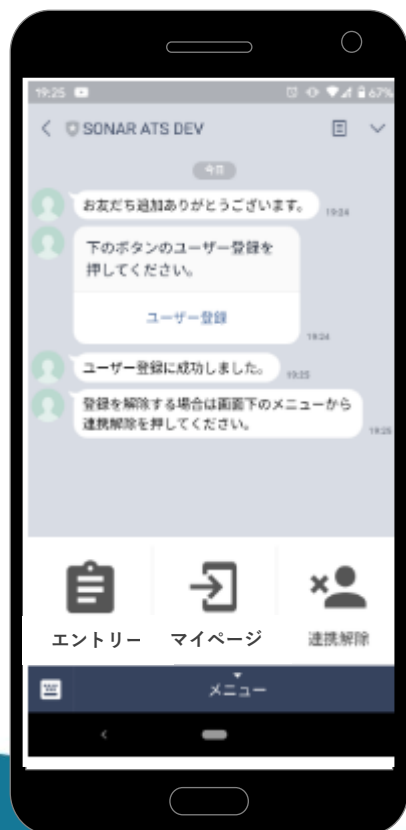 19:25
67%
SONAR ATS DEV
今日
お友だち追加ありがとうございます。
19:24
下のボタンのユーザー登録を
押してください。
ユーザー登録
19:24
ユーザー登録に成功しました。
19:25
登録を解除する場合は画面下のメニューから
連携解除を押してください。
19:25
エントリー マイページ 連携解除
メニュー